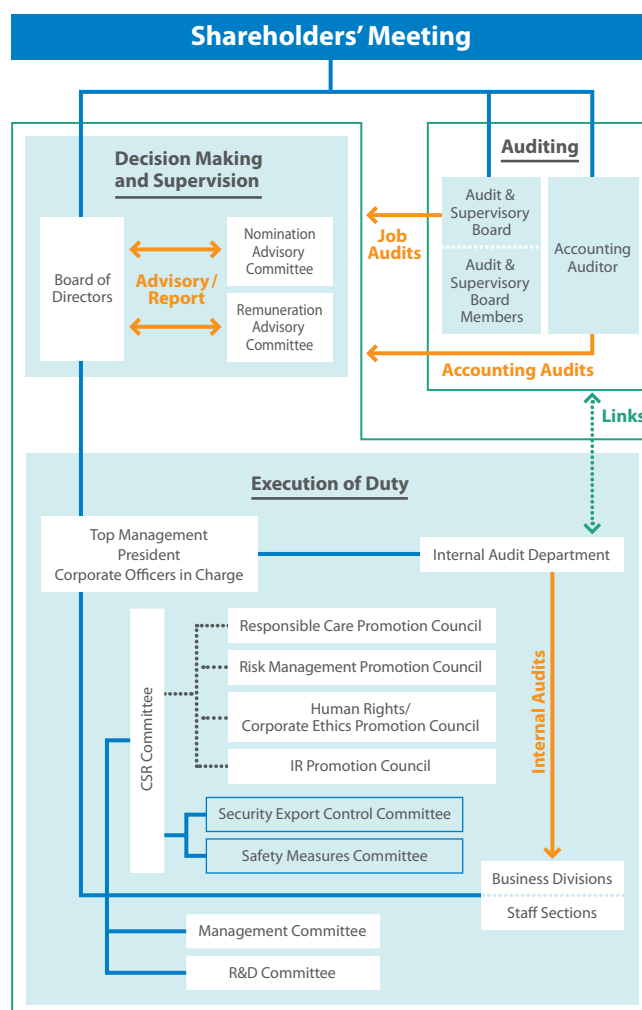 Shareholders’ Meeting
Decision Making
and Supervision
Board of
Directors
Advisory/
Report
Nomination
Advisory
Committee
Remuneration
Advisory
Committee
Auditing
Audit &
Supervisory
Board
Audit &
Supervisory
Board
Members
Accounting
Auditor
Job
Audits
Accounting Audits
Links
Execution of Duty
Top Management
President
Corporate Officers in Charge
Internal Audit Department
CSR Committee
Responsible Care Promotion Council
Risk Management Promotion Council
Human Rights/
Corporate Ethics Promotion Council
IR Promotion Council
Security Export Control Committee
Safety Measures Committee
Internal Audits
Business Divisions
Staff Sections
Management Committee
R&D Committee